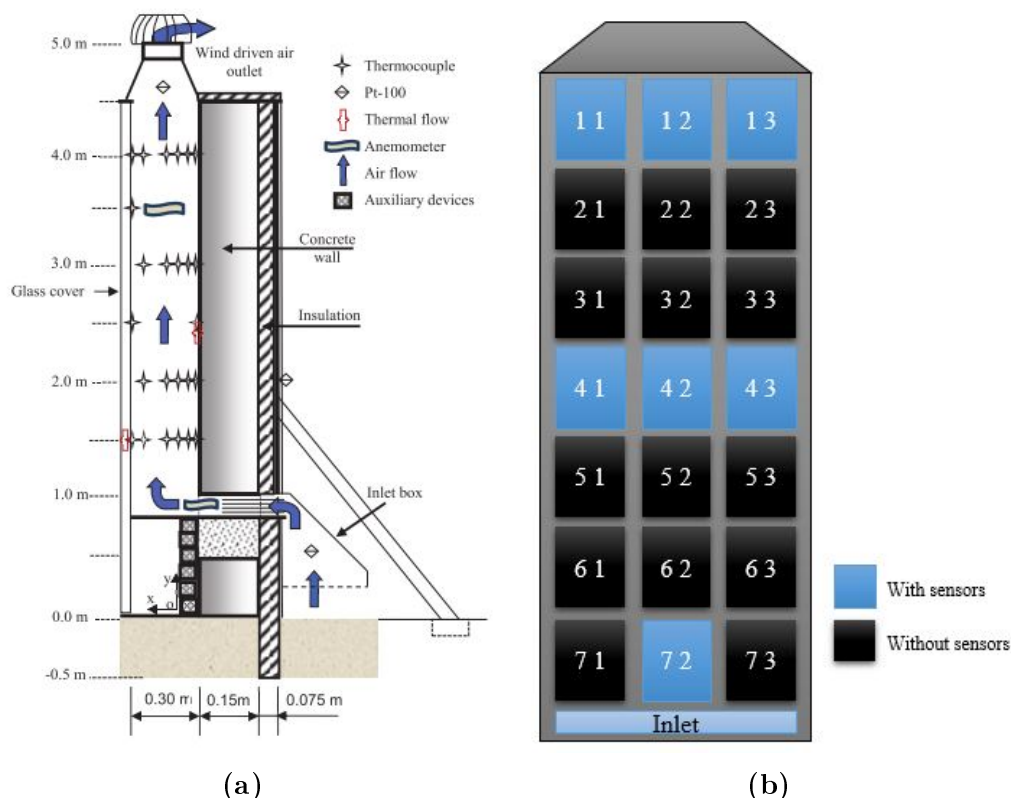 5.0 m
4.0 m
3.0 m
2.0 m
1.0 m
0.0 m
-0.5 m
Wind driven air
outlet
Thermocouple
Pt-100
Thermal flow
Anemometer
Air flow
Auxiliary devices
Glass cover
Concrete
wall
Insulation
Inlet box
y
x
o
0.30 m
0.15m
0.075 m
(a)
1 1 1 2 1 3
2 1 2 2 2 3
3 1 3 2 3 3
4 1 4 2 4 3
5 1 5 2 5 3
6 1 6 2 6 3
7 1 7 2 7 3
Inlet
With sensors
Without sensors
(b)